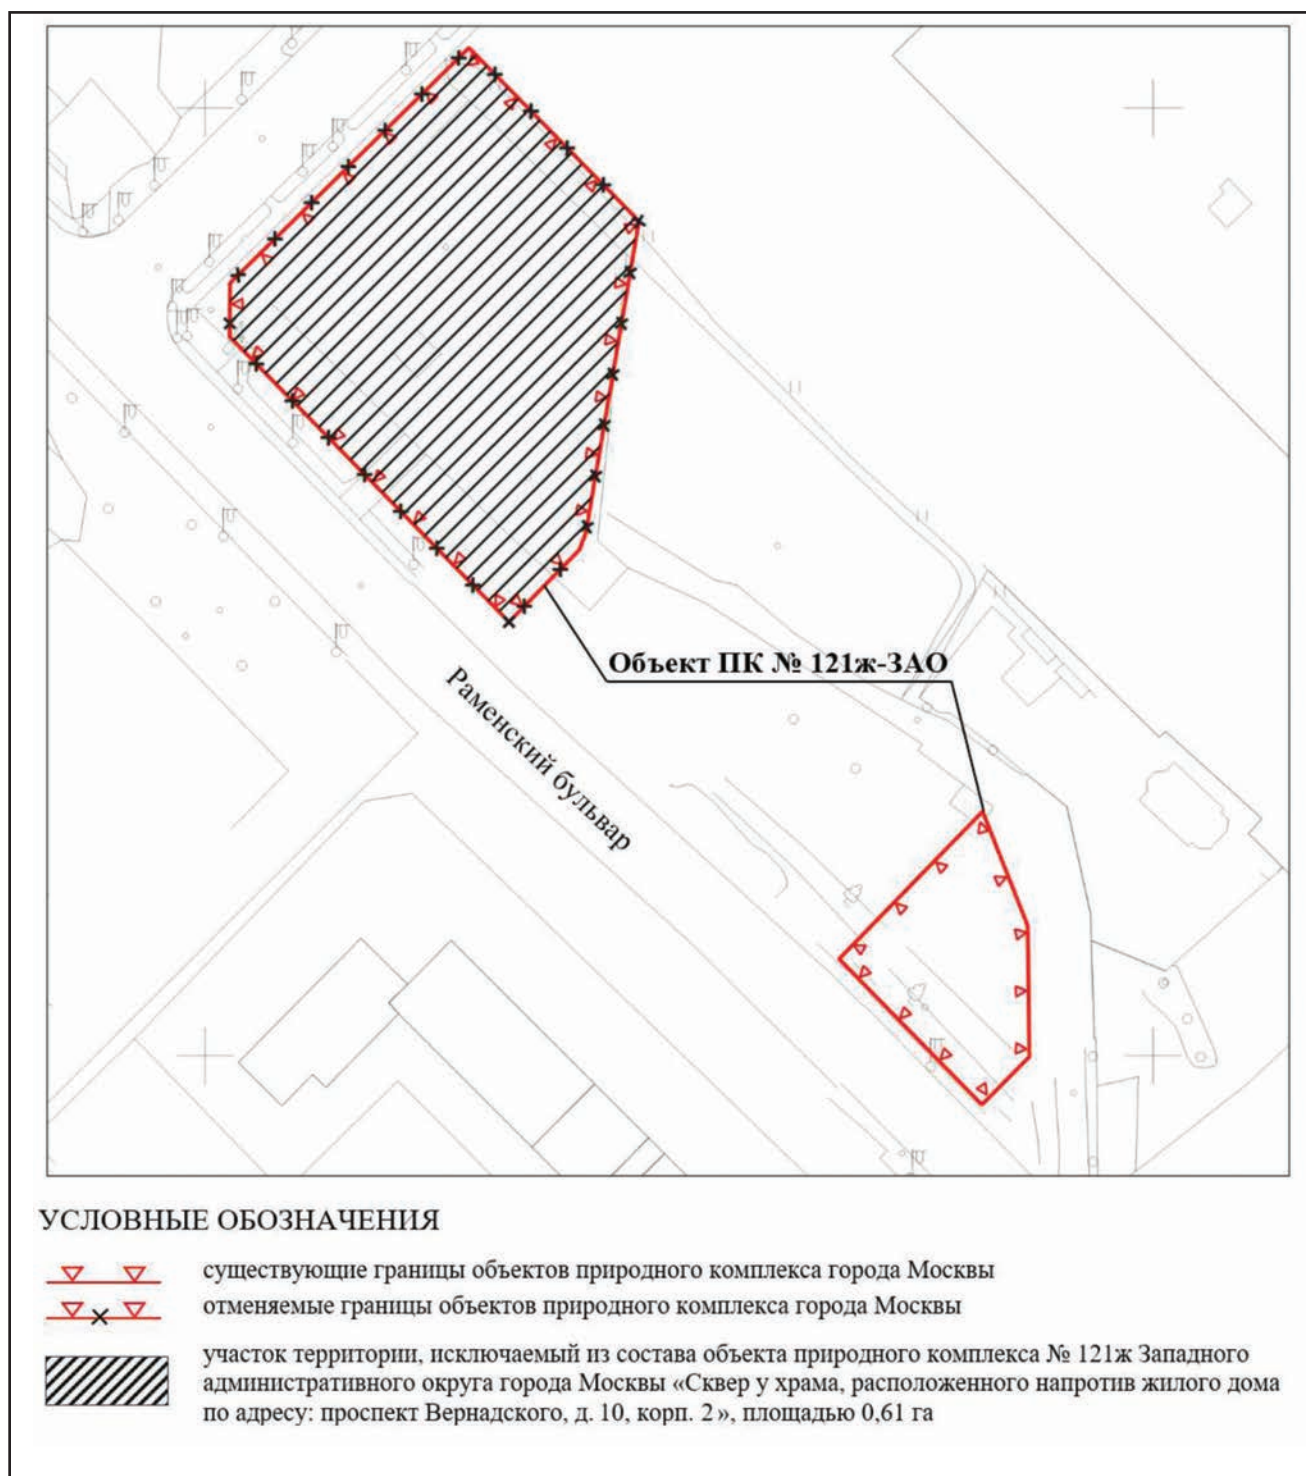 Объект ПК № 121ж-ЗАО
Раменский бульвар
УСЛОВНЫЕ ОБОЗНАЧЕНИЯ
существующие границы объектов природного комплекса города Москвы
отменяемые границы объектов природного комплекса города Москвы
участок территории, исключаемый из состава объекта природного комплекса № 121ж Западного
административного округа города Москвы «Сквер у храма, расположенного напротив жилого дома
по адресу: проспект Вернадского, д. 10, корп. 2», площадью 0,61 га